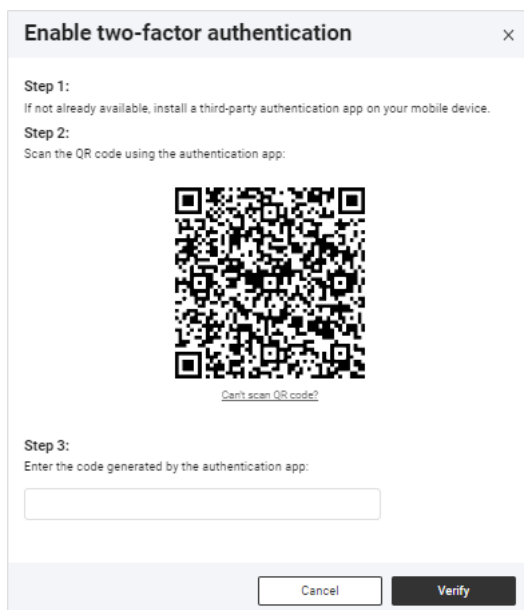 Enable two-factor authentication
Step 1:
If not already available, install a third-party authentication app on your mobile device.
Step 2:
Scan the QR code using the authentication app:
Can't scan QR code?
Step 3:
Enter the code generated by the authentication app:
Cancel
Verify